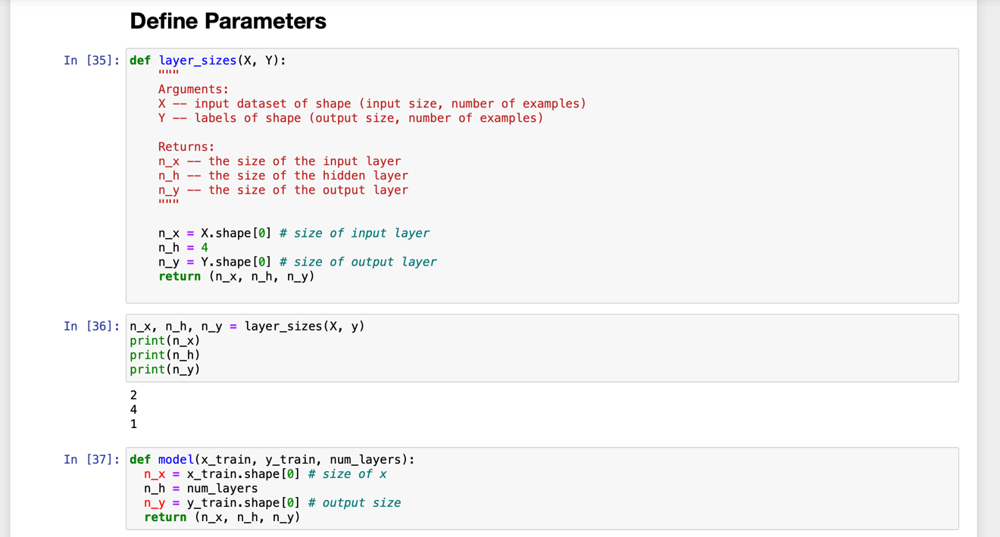 Define Parameters
In [35]: def layer_sizes(X, Y):
"""
Arguments:
X -- input dataset of shape (input size, number of examples)
Y -- labels of shape (output size, number of examples)
Returns:
n_x -- the size of the input layer
n_h -- the size of the hidden layer
n_y -- the size of the output layer
"""
n_x = X.shape[0] # size of input layer
n_h = 4
n_y = Y.shape[0] # size of output layer
return (n_x, n_h, n_y)
In [36]: n_x, n_h, n_y = layer_sizes(X, y)
print(n_x)
print(n_h)
print(n_y)
2
4
1
In [37]: def model(x_train, y_train, num_layers):
n_x = x_train.shape[0] # size of x
n_h = num_layers
n_y = y_train.shape[0] # output size
return (n_x, n_h, n_y)